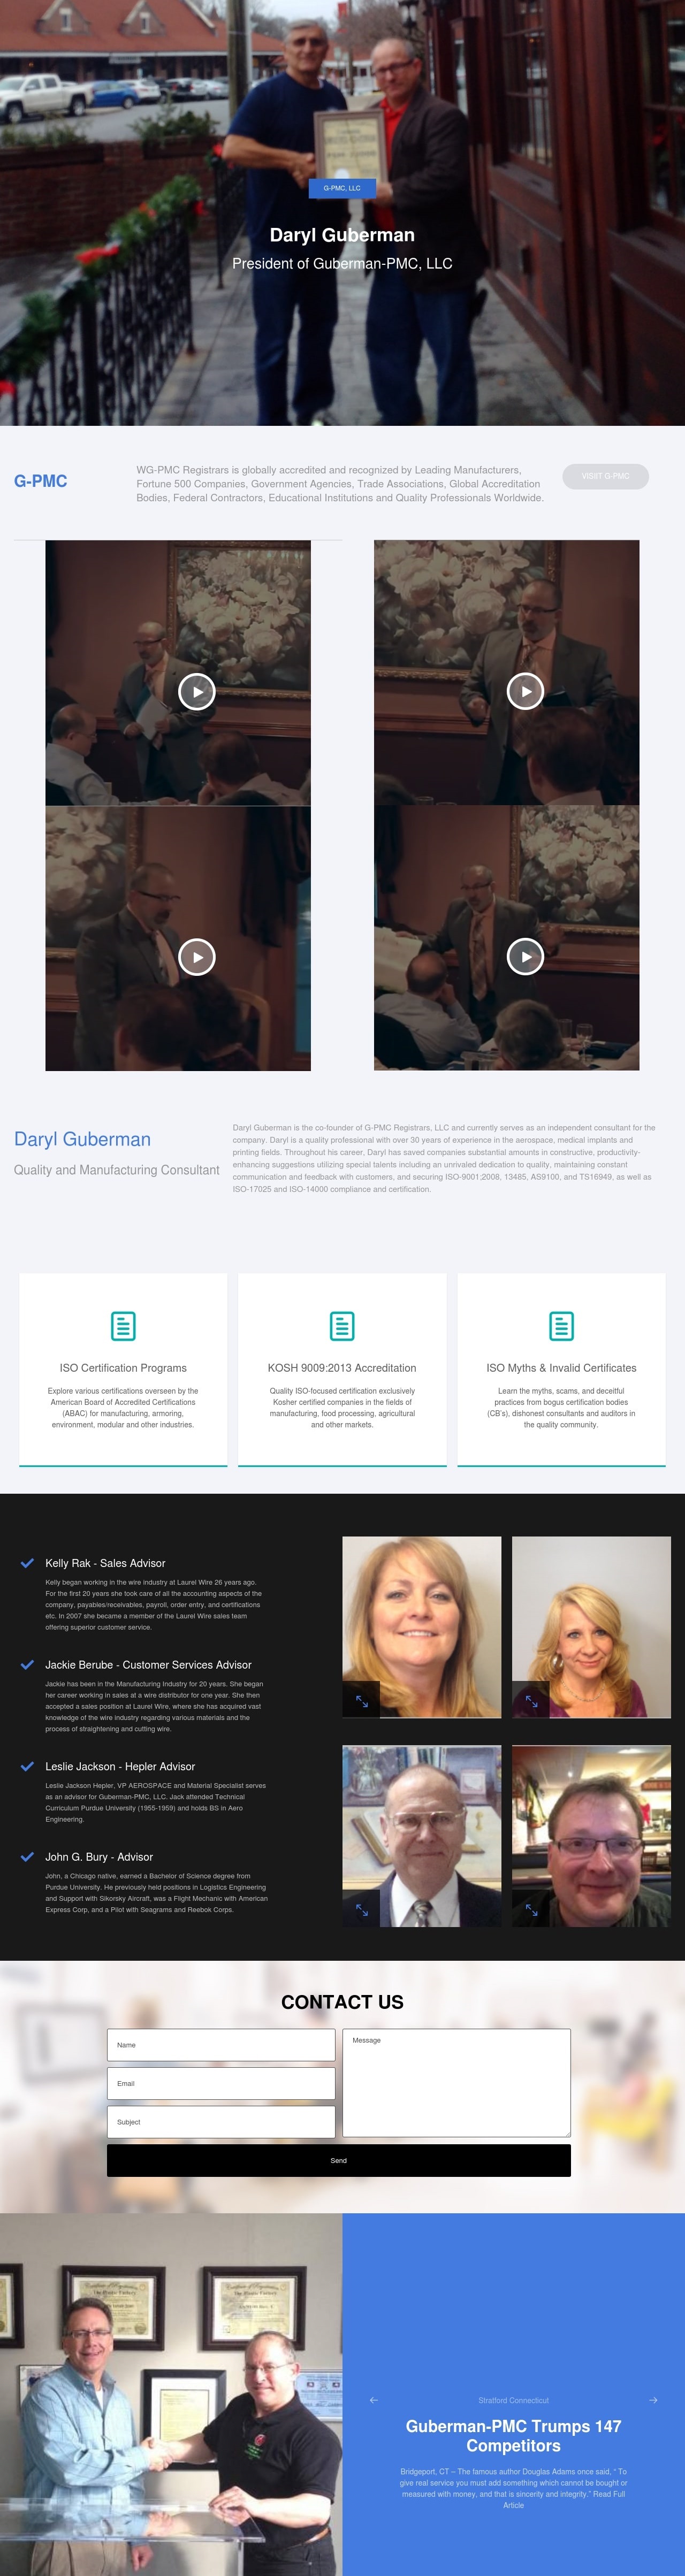 G-PMC, LLC
Daryl Guberman
President of Guberman-PMC, LLC
G-PMC
WG-PMC Registrars is globally accredited and recognized by Leading Manufacturers,
Fortune 500 Companies, Government Agencies, Trade Associations, Global Accreditation
Bodies, Federal Contractors, Educational Institutions and Quality Professionals Worldwide.
VISIIT G-PMC
Daryl Guberman
Quality and Manufacturing Consultant
Daryl Guberman is the co-founder of G-PMC Registrars, LLC and currently serves as an independent consultant for the
company. Daryl is a quality professional with over 30 years of experience in the aerospace, medical implants and
printing fields. Throughout his career, Daryl has saved companies substantial amounts in constructive, productivity-
enhancing suggestions utilizing special talents including an unrivaled dedication to quality, maintaining constant
communication and feedback with customers, and securing ISO-9001;2008, 13485, AS9100, and TS16949, as well as
ISO-17025 and ISO-14000 compliance and certification.
ISO Certification Programs
Explore various certifications overseen by the
American Board of Accredited Certifications
(ABAC) for manufacturing, armoring,
environment, modular and other industries.
KOSH 9009:2013 Accreditation
Quality ISO-focused certification exclusively
Kosher certified companies in the fields of
manufacturing, food processing, agricultural
and other markets.
ISO Myths & Invalid Certificates
Learn the myths, scams, and deceitful
practices from bogus certification bodies
(CB's), dishonest consultants and auditors in
the quality community.
Kelly Rak - Sales Advisor
Kelly began working in the wire industry at Laurel Wire 26 years ago.
For the first 20 years she took care of all the accounting aspects of the
company, payables/receivables, payroll, order entry, and certifications
etc. In 2007 she became a member of the Laurel Wire sales team
offering superior customer service.
Jackie Berube - Customer Services Advisor
Jackie has been in the Manufacturing Industry for 20 years. She began
her career working in sales at a wire distributor for one year. She then
accepted a sales position at Laurel Wire, where she has acquired vast
knowledge of the wire industry regarding various materials and the
process of straightening and cutting wire.
Leslie Jackson - Hepler Advisor
Leslie Jackson Hepler, VP AEROSPACE and Material Specialist serves
as an advisor for Guberman-PMC, LLC. Jack attended Technical
Curriculum Purdue University (1955-1959) and holds BS in Aero
Engineering.
John G. Bury - Advisor
John, a Chicago native, earned a Bachelor of Science degree from
Purdue University. He previously held positions in Logistics Engineering
and Support with Sikorsky Aircraft, was a Flight Mechanic with American
Express Corp, and a Pilot with Seagrams and Reebok Corps.
CONTACT US
Name
Message
Email
Subject
Send
Stratford Connecticut
Guberman-PMC Trumps 147
Competitors
Bridgeport, CT – The famous author Douglas Adams once said, " To
give real service you must add something which cannot be bought or
measured with money, and that is sincerity and integrity." Read Full
Article